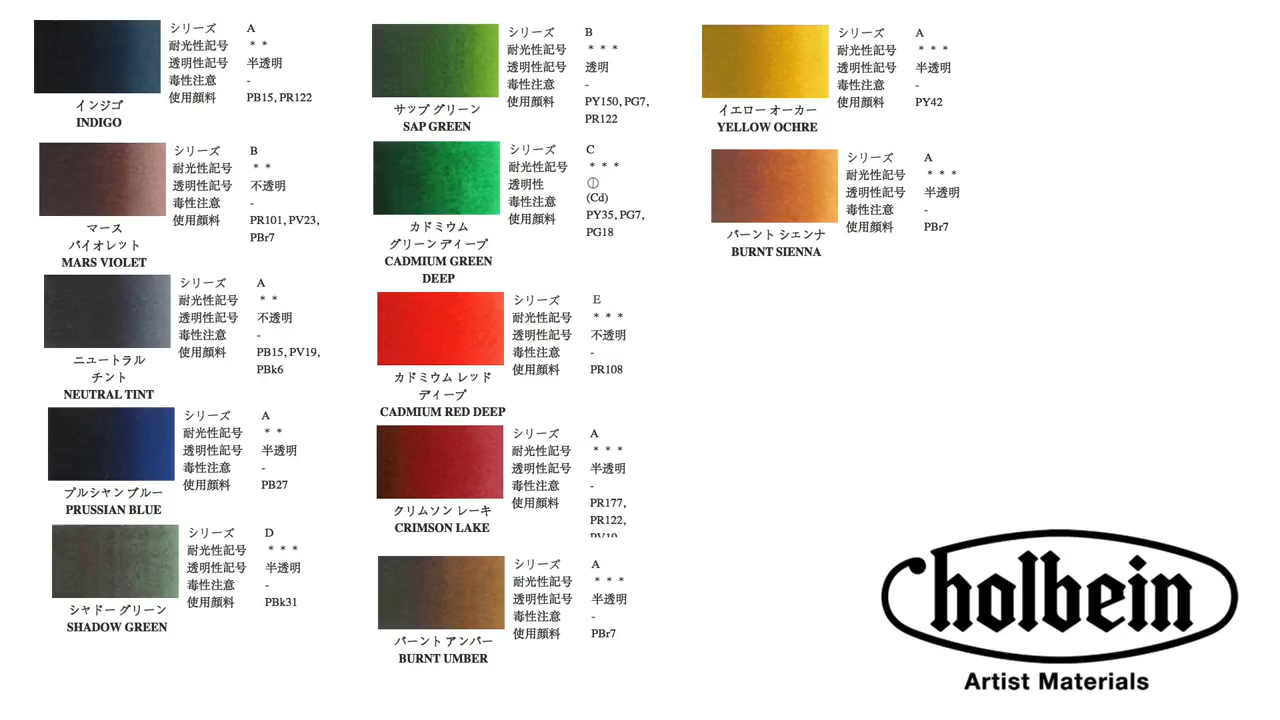 シリーズ A
耐光性記号 * *
透明性記号 半透明
毒性注意 -
使用顔料 PB15, PR122
インジゴ
INDIGO
シリーズ B
耐光性記号 * *
透明性記号 不透明
毒性注意 -
使用顔料 PR101, PV23,
PBr7
マース
バイオレット
MARS VIOLET
シリーズ A
耐光性記号 * *
透明性記号 不透明
毒性注意 -
使用顔料 PB15, PV19,
PBk6
ニュートラル
チント
NEUTRAL TINT
シリーズ A
耐光性記号 * *
透明性記号 半透明
毒性注意 -
使用顔料 PB27
プルシャン ブルー
PRUSSIAN BLUE
シリーズ D
耐光性記号 * * *
透明性記号 半透明
毒性注意 -
使用顔料 PBk31
シャドー グリーン
SHADOW GREEN
シリーズ B
耐光性記号 * * *
透明性記号 透明
毒性注意 -
使用顔料 PY150, PG7,
PR122
サップ グリーン
SAP GREEN
シリーズ C
耐光性記号 * * *
透明性
毒性注意 (Cd)
使用顔料 PY35, PG7,
PG18
カドミウム
グリーン ディープ
CADMIUM GREEN
DEEP
シリーズ E
耐光性記号 * * *
透明性記号 不透明
毒性注意 -
使用顔料 PR108
カドミウム レッド
ディープ
CADMIUM RED DEEP
シリーズ A
耐光性記号 * * *
透明性記号 半透明
毒性注意 -
使用顔料 PR177,
PR122,
PV19
クリムソン レーキ
CRIMSON LAKE
シリーズ A
耐光性記号 * * *
透明性記号 半透明
毒性注意 -
使用顔料 PBr7
バーント アンバー
BURNT UMBER
シリーズ A
耐光性記号 * * *
透明性記号 半透明
毒性注意 -
使用顔料 PY42
イエロー オーカー
YELLOW OCHRE
シリーズ A
耐光性記号 * * *
透明性記号 半透明
毒性注意 -
使用顔料 PBr7
バーント シェンナ
BURNT SIENNA
holbein
Artist Materials